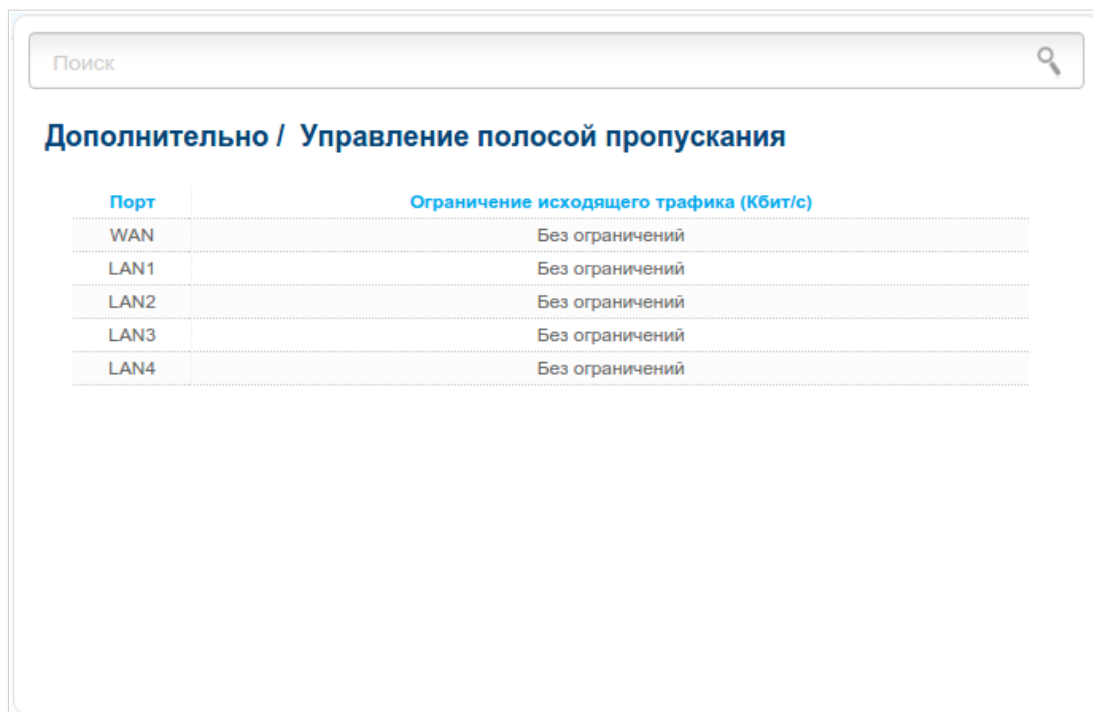 Поиск
Дополнительно / Управление полосой пропускания
Порт Ограничение исходящего трафика (Кбит/с)
WAN Без ограничений
LAN1 Без ограничений
LAN2 Без ограничений
LAN3 Без ограничений
LAN4 Без ограничений